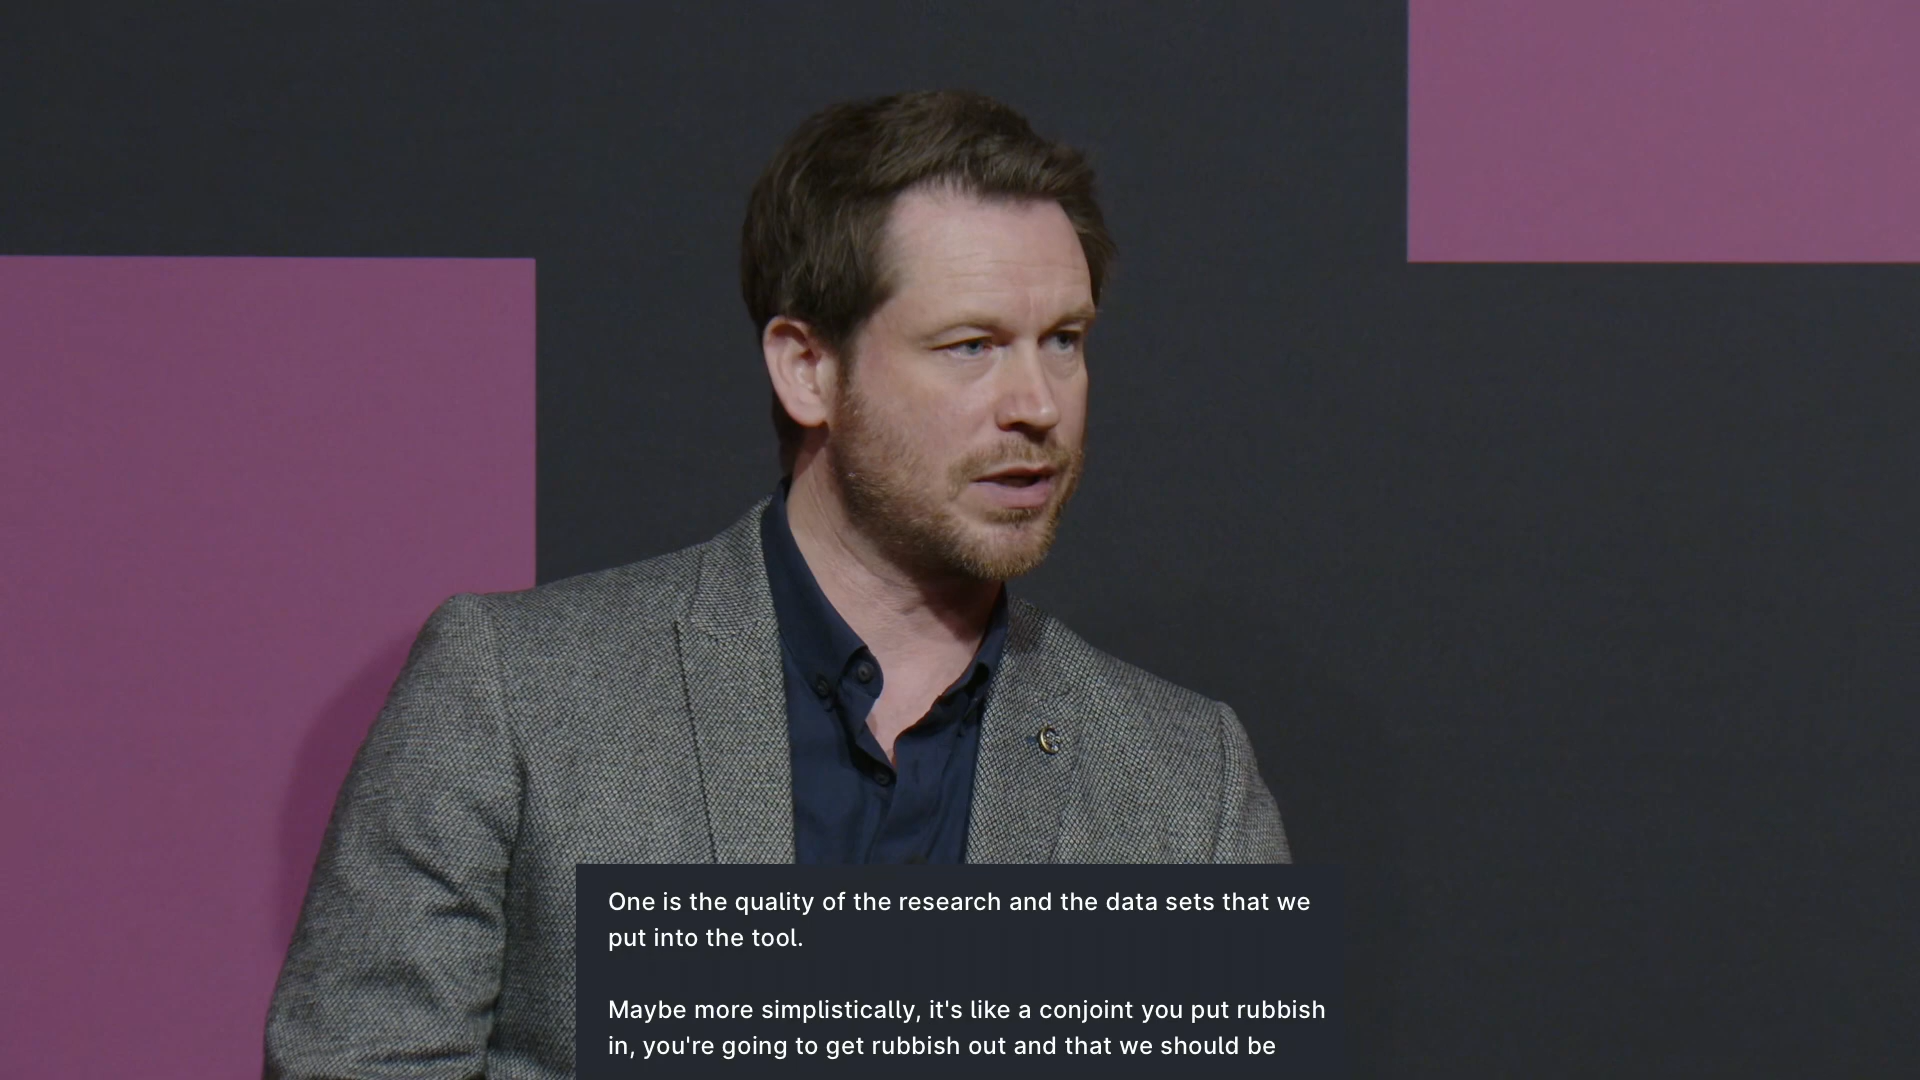 One is the quality of the research and the data sets that we
put into the tool.
Maybe more simplistically, it's like a conjoint you put rubbish
in, you're going to get rubbish out and that we should be